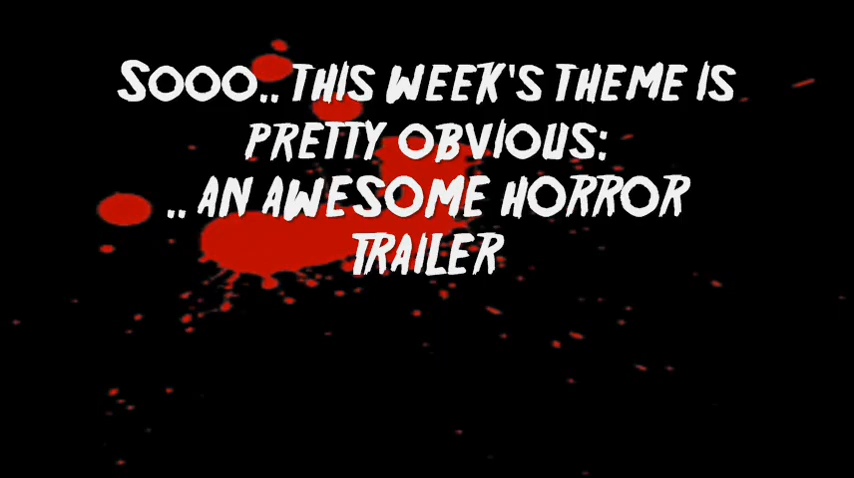 SOOO.. THIS WEEK'S THEME IS
PRETTY OBVIOUS:
.. AN AWESOME HORROR
TRAILER